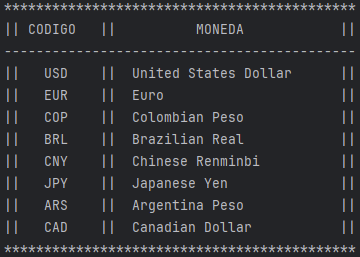 ********************************************
|| CODIGO   ||          MONEDA            ||
--------------------------------------------
||   USD    ||  United States Dollar      ||
||   EUR    ||  Euro                      ||
||   COP    ||  Colombian Peso            ||
||   BRL    ||  Brazilian Real            ||
||   CNY    ||  Chinese Renminbi          ||
||   JPY    ||  Japanese Yen              ||
||   ARS    ||  Argentina Peso            ||
||   CAD    ||  Canadian Dollar           ||
********************************************